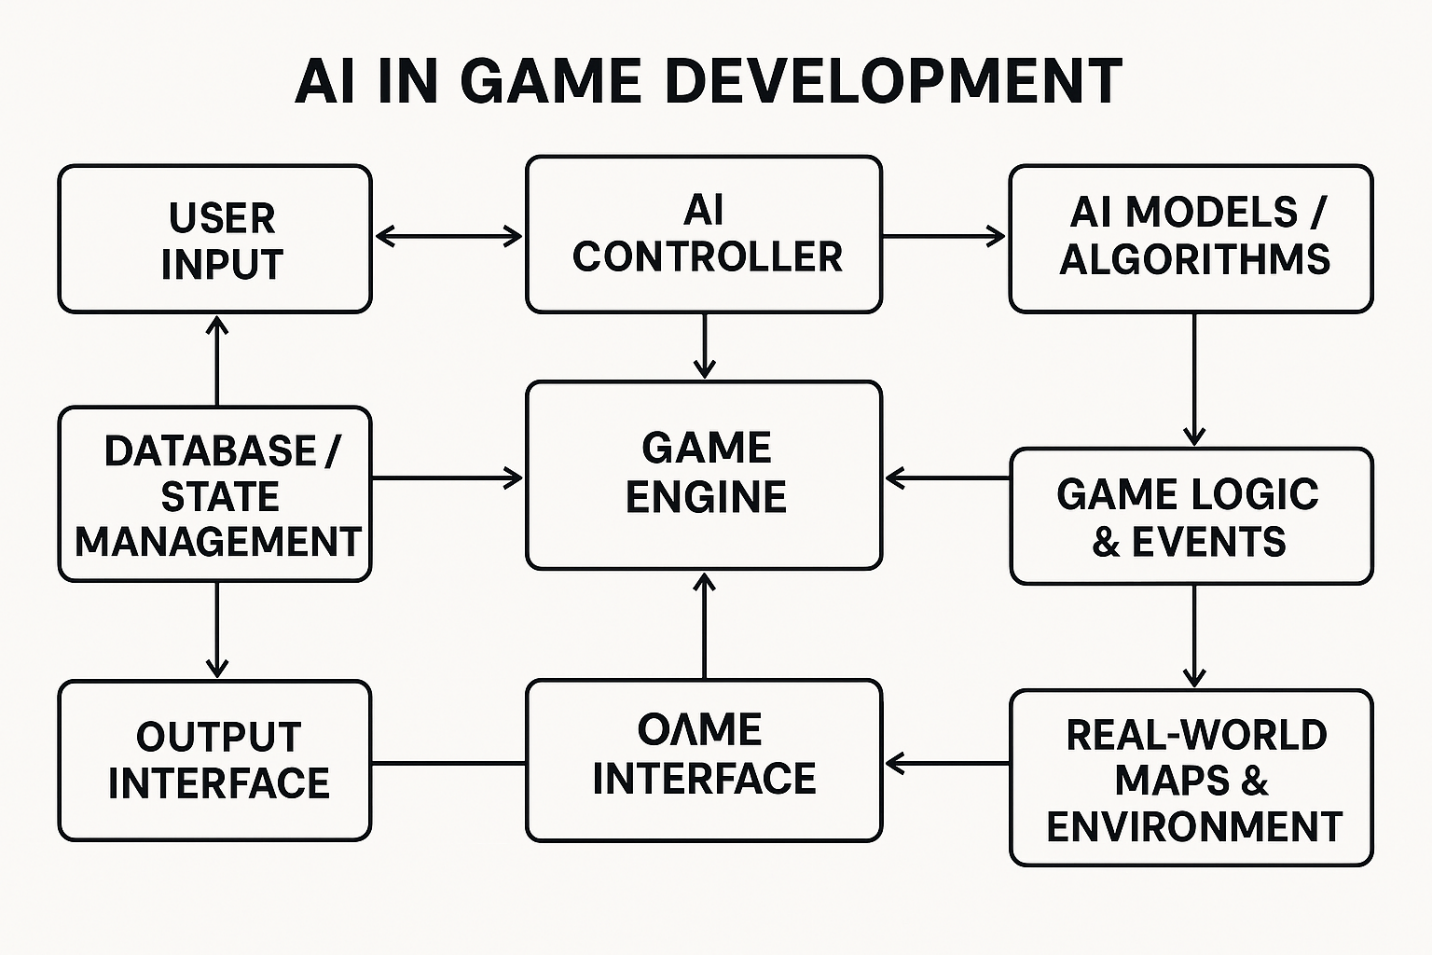 AI IN GAME DEVELOPMENT
USER
INPUT
AI
CONTROLLER
AI MODELS /
ALGORITHMS
DATABASE /
STATE
MANAGEMENT
GAME
ENGINE
GAME LOGIC
& EVENTS
OUTPUT
INTERFACE
OΛME
INTERFACE
REAL-WORLD
MAPS &
ENVIRONMENT